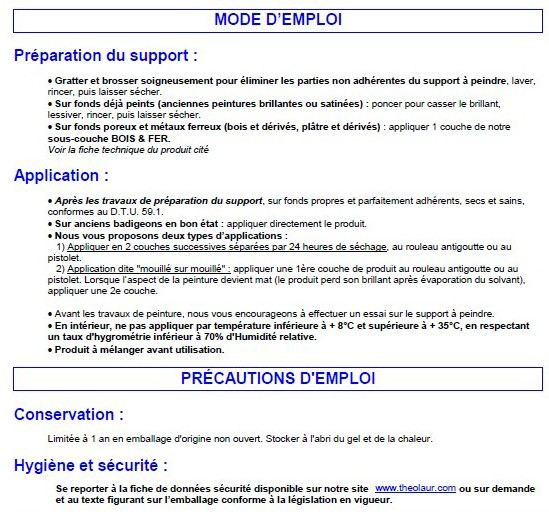 MODE D'EMPLOI
Préparation du support :
• Gratter et brosser soigneusement pour éliminer les parties non adhérentes du support à peindre, laver,
rincer, puis laisser sécher.
• Sur fonds déjà peints (anciennes peintures brillantes ou satinées) : poncer pour casser le brillant,
lessiver, rincer, puis laisser sécher.
• Sur fonds poreux et métaux ferreux (bois et dérivés, plâtre et dérivés) : appliquer 1 couche de notre
sous-couche BOIS & FER.
Voir la fiche technique du produit cité
Application :
• Après les travaux de préparation du support, sur fonds propres et parfaitement adhérents, secs et sains,
conformes au D.T.U. 59.1.
• Sur anciens badigeons en bon état : appliquer directement le produit.
• Nous vous proposons deux types d'applications :
1) Appliquer en 2 couches successives séparées par 24 heures de séchage, au rouleau antigoutte ou au
pistolet.
2) Application dite "mouillé sur mouillé" : appliquer une 1ère couche de produit au rouleau antigoutte ou au
pistolet. Lorsque l'aspect de la peinture devient mat (le produit perd son brillant après évaporation du solvant),
appliquer une 2e couche.
• Avant les travaux de peinture, nous vous encourageons à effectuer un essai sur le support à peindre.
• En intérieur, ne pas appliquer par température inférieure à + 8°C et supérieure à + 35°C, en respectant
un taux d'hygrométrie inférieur à 70% d'Humidité relative.
• Produit à mélanger avant utilisation.
PRÉCAUTIONS D'EMPLOI
Conservation :
Limitée à 1 an en emballage d'origine non ouvert. Stocker à l'abri du gel et de la chaleur.
Hygiène et sécurité :
Se reporter à la fiche de données sécurité disponible sur notre site www.theolaur.com ou sur demande
et au texte figurant sur l'emballage conforme à la législation en vigueur.